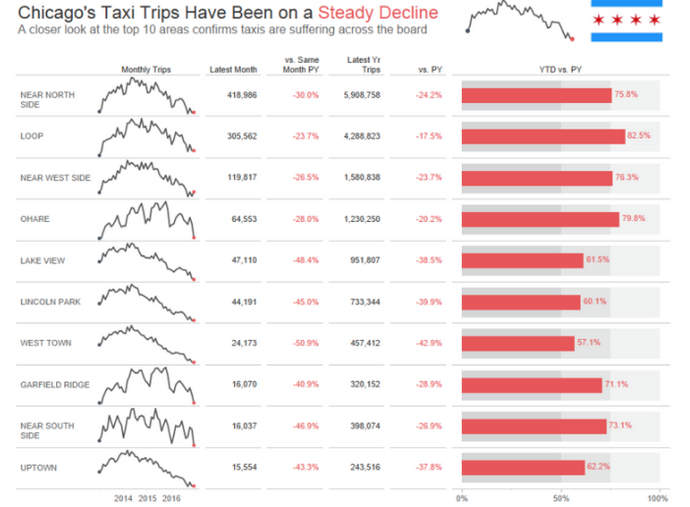 Chicago's Taxi Trips Have Been on a Steady Decline
A closer look at the top 10 areas confirms taxis are suffering across the board
Monthly Trips Latest Month vs. Same Month PY Latest Yr Trips vs. PY YTD vs. PY
NEAR NORTH SIDE 418,986 -30.0% 5,908,758 -24.2% 75.8%
LOOP 305,562 -23.7% 4,288,823 -17.5% 82.5%
NEAR WEST SIDE 119,817 -26.5% 1,580,838 -23.7% 76.3%
OHARE 64,553 -28.0% 1,230,250 -20.2% 79.8%
LAKE VIEW 47,110 -48.4% 951,807 -38.5% 61.5%
LINCOLN PARK 44,191 -45.0% 733,344 -39.9% 60.1%
WEST TOWN 24,173 -50.9% 457,412 -42.9% 57.1%
GARFIELD RIDGE 16,070 -40.9% 320,152 -28.9% 71.1%
NEAR SOUTH SIDE 16,037 -46.9% 398,074 -26.9% 73.1%
UPTOWN 15,554 -43.3% 243,516 -37.8% 62.2%
2014 2015 2016 0% 50% 100%